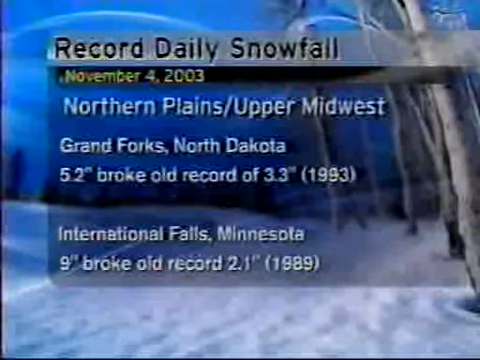 Record Daily Snowfall
November 4, 2003
Northern Plains/Upper Midwest
Grand Forks, North Dakota
5.2" broke old record of 3.3" (1993)
International Falls, Minnesota
9" broke old record 2.1" (1989)